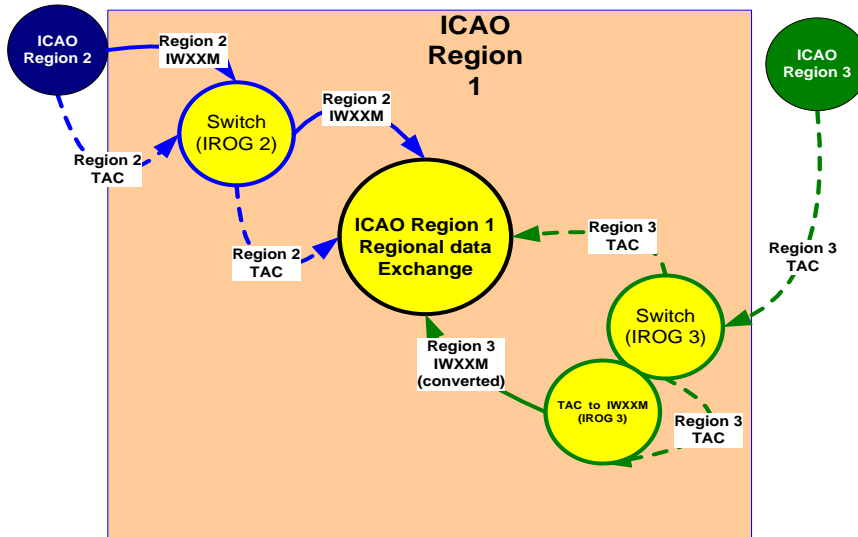 ICAO
Region 2
Region 2
IWXXM
ICAO
Region
1
ICAO
Region 3
Switch
(IROG 2)
Region 2
IWXXM
Region 2
TAC
ICAO Region 1
Regional data
Exchange
Region 2
TAC
Region 3
TAC
Region 3
TAC
Switch
(IROG 3)
Region 3
IWXXM
(converted)
TAC to IWXXM
(IROG 3)
Region 3
TAC